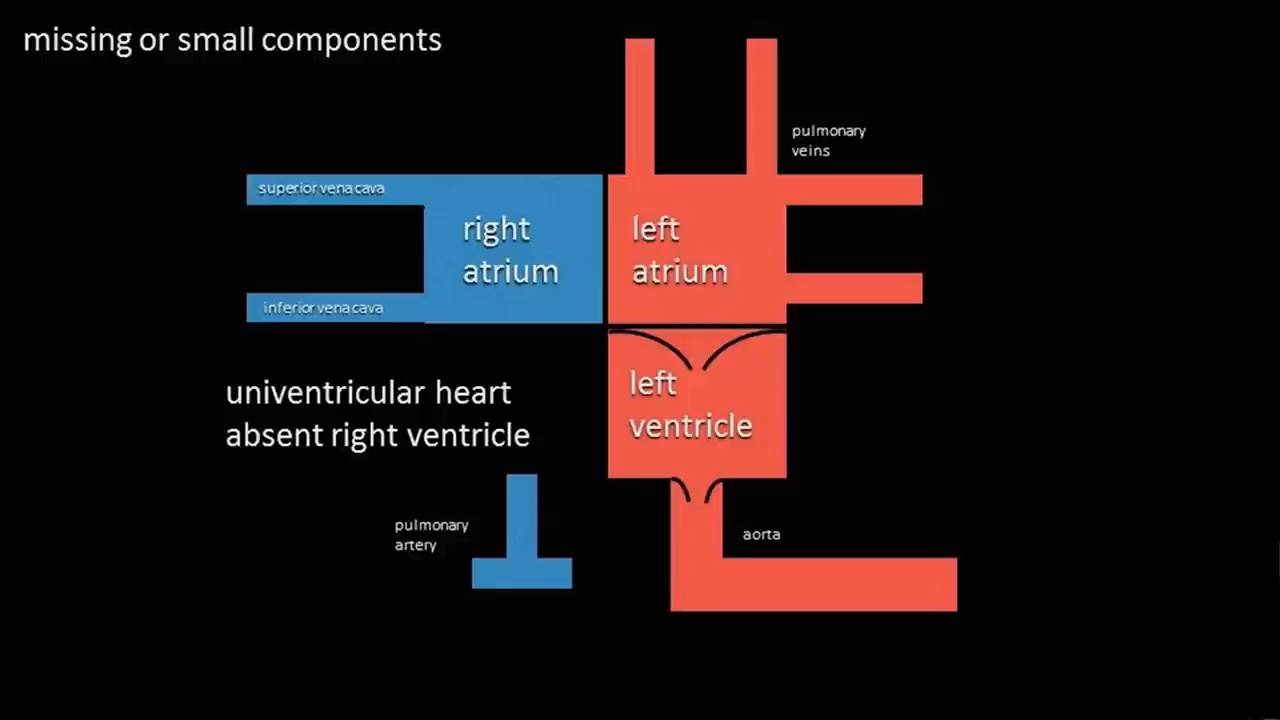 missing or small components
pulmonary
veins
superior vena cava
right
atrium
left
atrium
inferior vena cava
univentricular heart
absent right ventricle
left
ventricle
pulmonary
artery
aorta